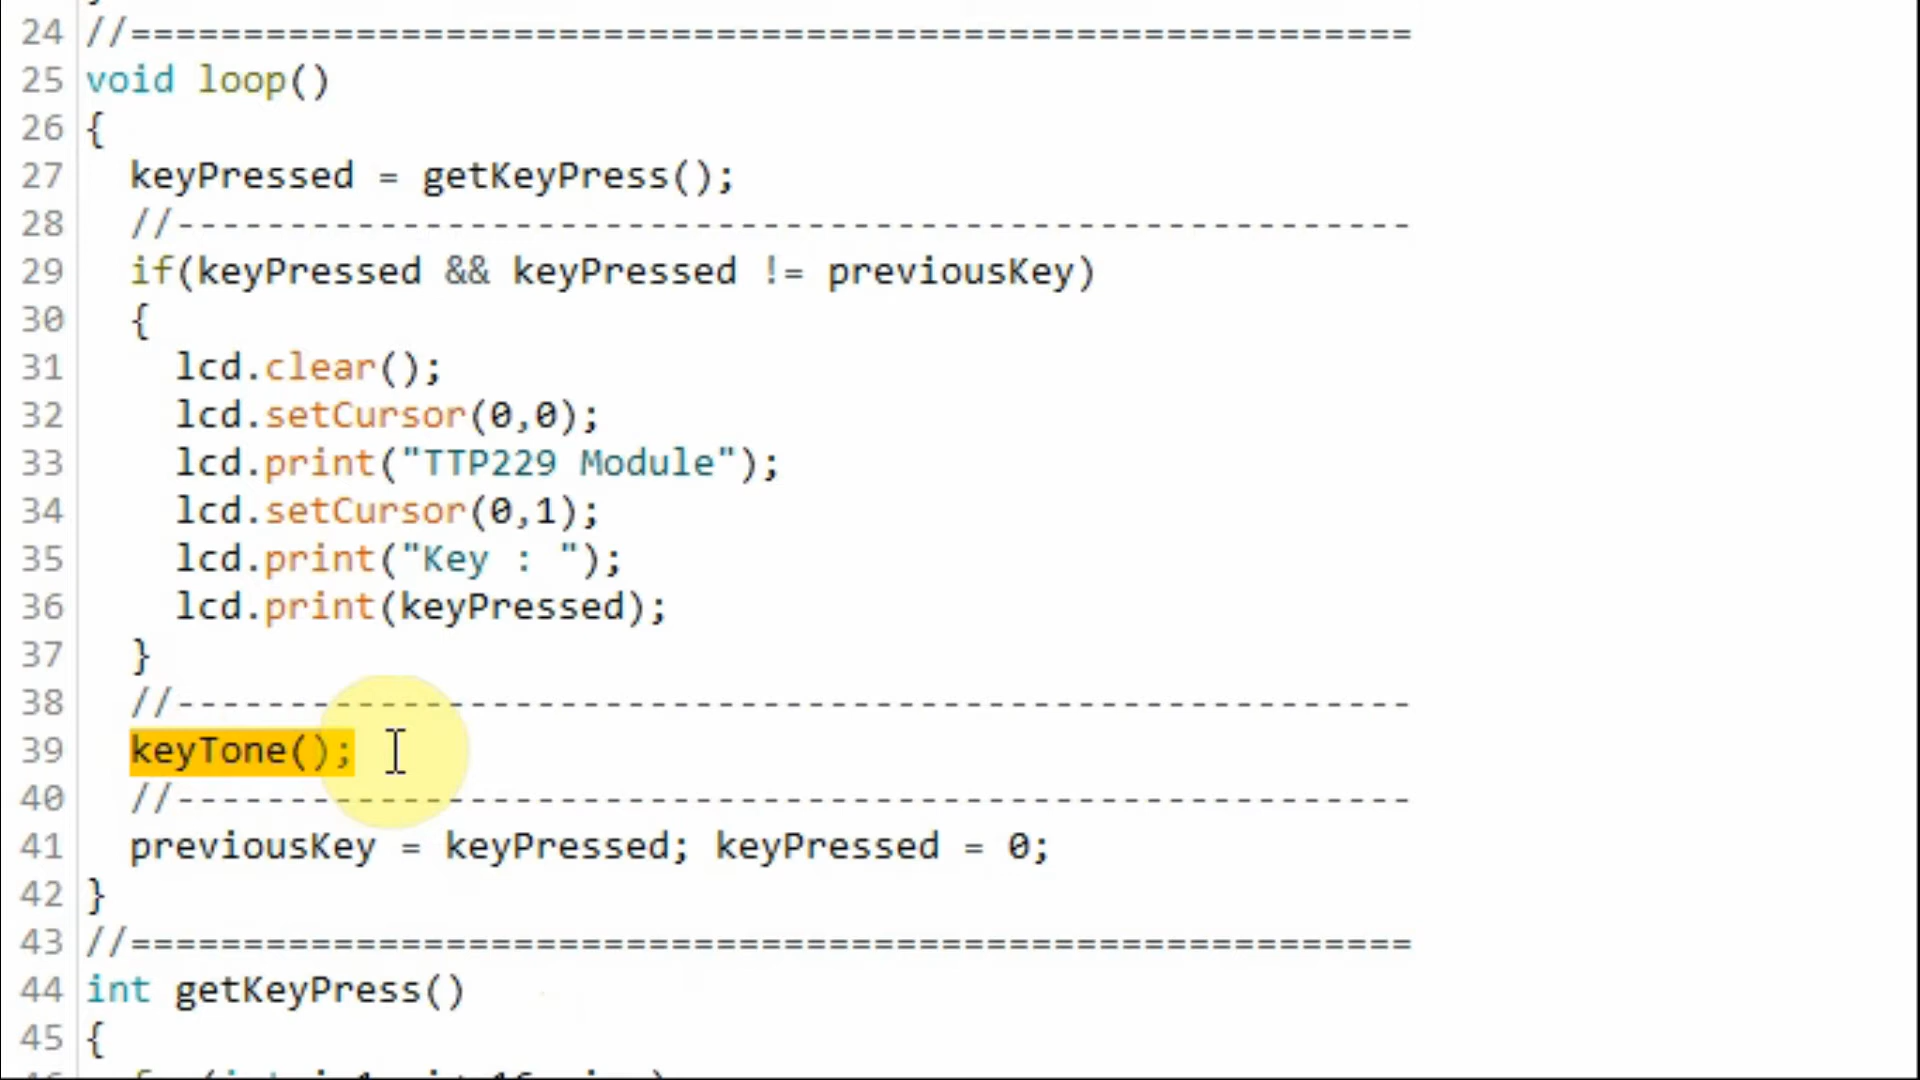 24 //=========================================================
25 void loop()
26 {
27 keyPressed = getKeyPress();
28 //-------------------------------------------------------
29 if(keyPressed && keyPressed != previousKey)
30 {
31 lcd.clear();
32 lcd.setCursor(0,0);
33 lcd.print("TTP229 Module");
34 lcd.setCursor(0,1);
35 lcd.print("Key : ");
36 lcd.print(keyPressed);
37 }
38 //-------------------------------------------------------
39 keyTone();
40 //-------------------------------------------------------
41 previousKey = keyPressed; keyPressed = 0;
42 }
43 //=========================================================
44 int getKeyPress()
45 {